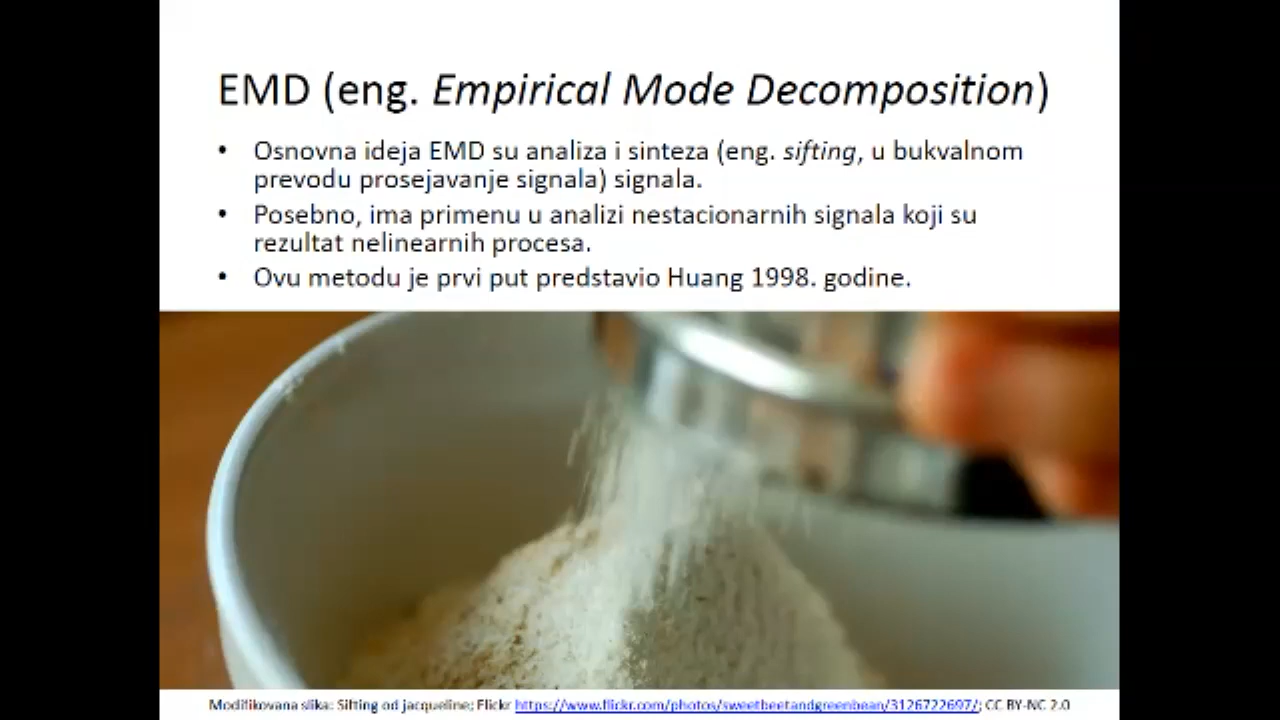 EMD (eng. Empirical Mode Decomposition)
• Osnovna ideja EMD su analiza i sinteza (eng. sifting, u bukvalnom
prevodu prosejavanje signala) signala.
• Posebno, ima primenu u analizi nestacionarnih signala koji su
rezultat nelinearnih procesa.
• Ovu metodu je prvi put predstavio Huang 1998. godine.
Modifikovana slika: Sifting od jacqueline; Flickr https://www.flickr.com/photos/sweetbeetandgreenbean/3126722697/; CC BY-NC 2.0